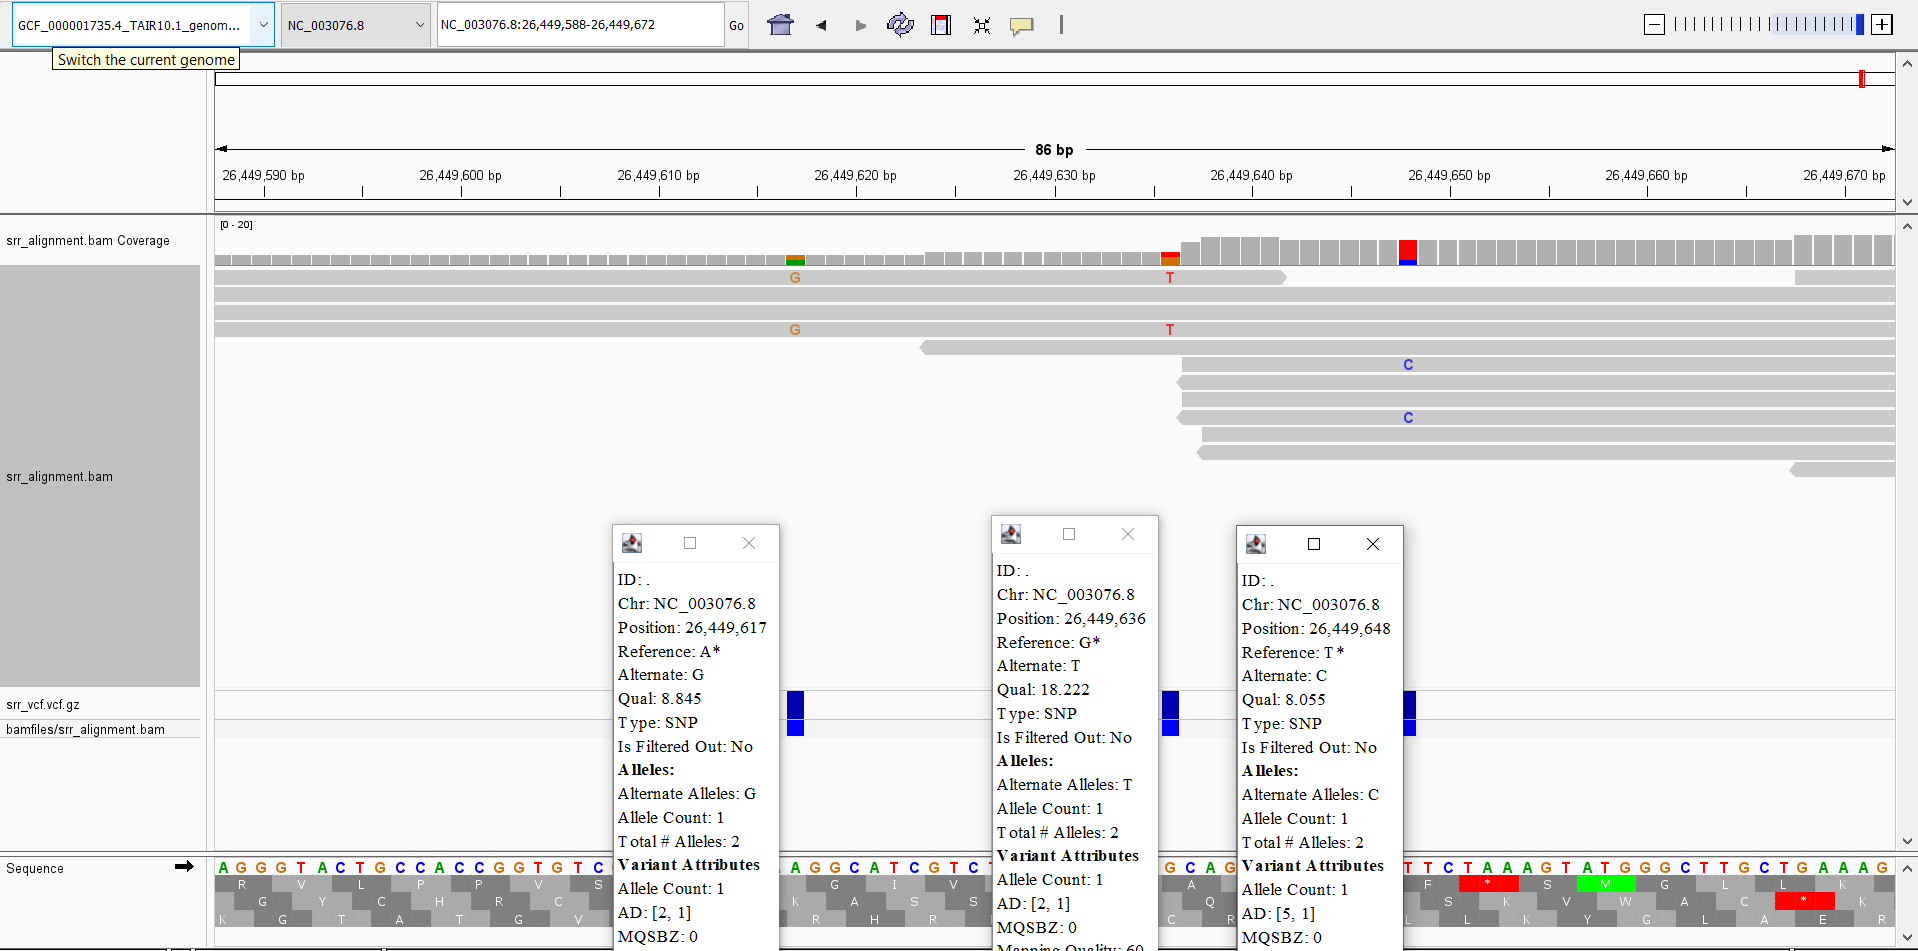 GCF_000001735.4_TAIR10.1_genom...
NC_003076.8
NC_003076.8:26,449,588-26,449,672
Go
Switch the current genome
86 bp
26,449,590 bp
26,449,600 bp
26,449,610 bp
26,449,620 bp
26,449,630 bp
26,449,640 bp
26,449,650 bp
26,449,660 bp
26,449,670 bp
[0 - 20]
srr_alignment.bam Coverage
G T
G T
C
C
srr_alignment.bam
ID: .
Chr: NC_003076.8
Position: 26,449,617
Reference: A*
Alternate: G
Qual: 8.845
Type: SNP
Is Filtered Out: No
Alleles:
Alternate Alleles: G
Allele Count: 1
Total # Alleles: 2
Variant Attributes
Allele Count: 1
AD: [2, 1]
MQSBZ: 0
ID: .
Chr: NC_003076.8
Position: 26,449,636
Reference: G*
Alternate: T
Qual: 18.222
Type: SNP
Is Filtered Out: No
Alleles:
Alternate Alleles: T
Allele Count: 1
Total # Alleles: 2
Variant Attributes
Allele Count: 1
AD: [2, 1]
MQSBZ: 0
Mapping Quality: 60
ID: .
Chr: NC_003076.8
Position: 26,449,648
Reference: T*
Alternate: C
Qual: 8.055
Type: SNP
Is Filtered Out: No
Alleles:
Alternate Alleles: C
Allele Count: 1
Total # Alleles: 2
Variant Attributes
Allele Count: 1
AD: [5, 1]
MQSBZ: 0
srr_vcf.vcf.gz
bamfiles/srr_alignment.bam
Sequence
A G G G T A C T G C C A C C G G T G T C A G G C A T C G T C T G C A G T T C T A A A G T A T G G G C T T G C T G A A A G
R V L P P V S G I V A F * S M G L L K
G Y C H R C K A S S Q S K V W A C * K
K G T A T G V R H R C R L L K Y G L A E R